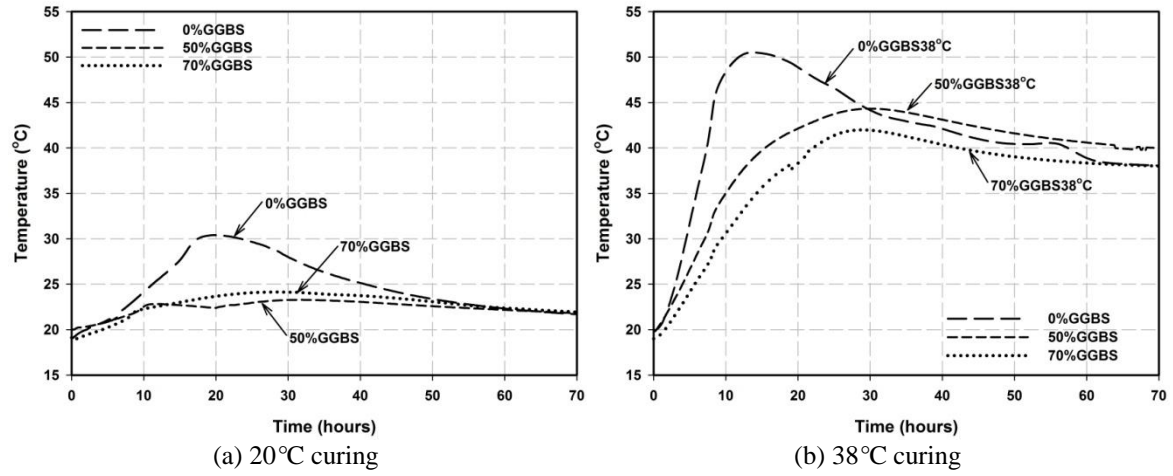 55
50
45
40
35
30
25
20
15
Temperature (°C)
0%GGBS
50%GGBS
70%GGBS
0%GGBS
70%GGBS
50%GGBS
0 10 20 30 40 50 60 70
Time (hours)
(a) 20°C curing
55
50
45
40
35
30
25
20
15
Temperature (°C)
0%GGBS38°C
50%GGBS38°C
70%GGBS38°C
0%GGBS
50%GGBS
70%GGBS
0 10 20 30 40 50 60 70
Time (hours)
(b) 38°C curing